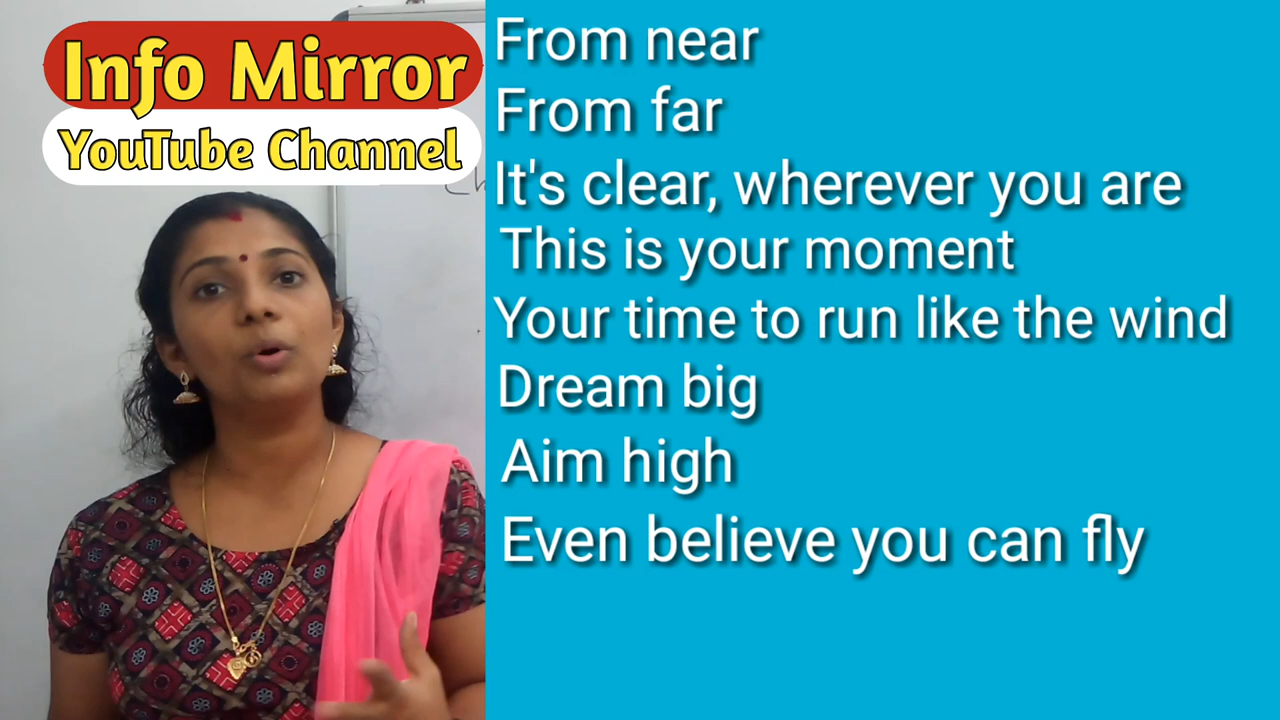 Info Mirror
YouTube Channel
From near
From far
It's clear, wherever you are
This is your moment
Your time to run like the wind
Dream big
Aim high
Even believe you can fly